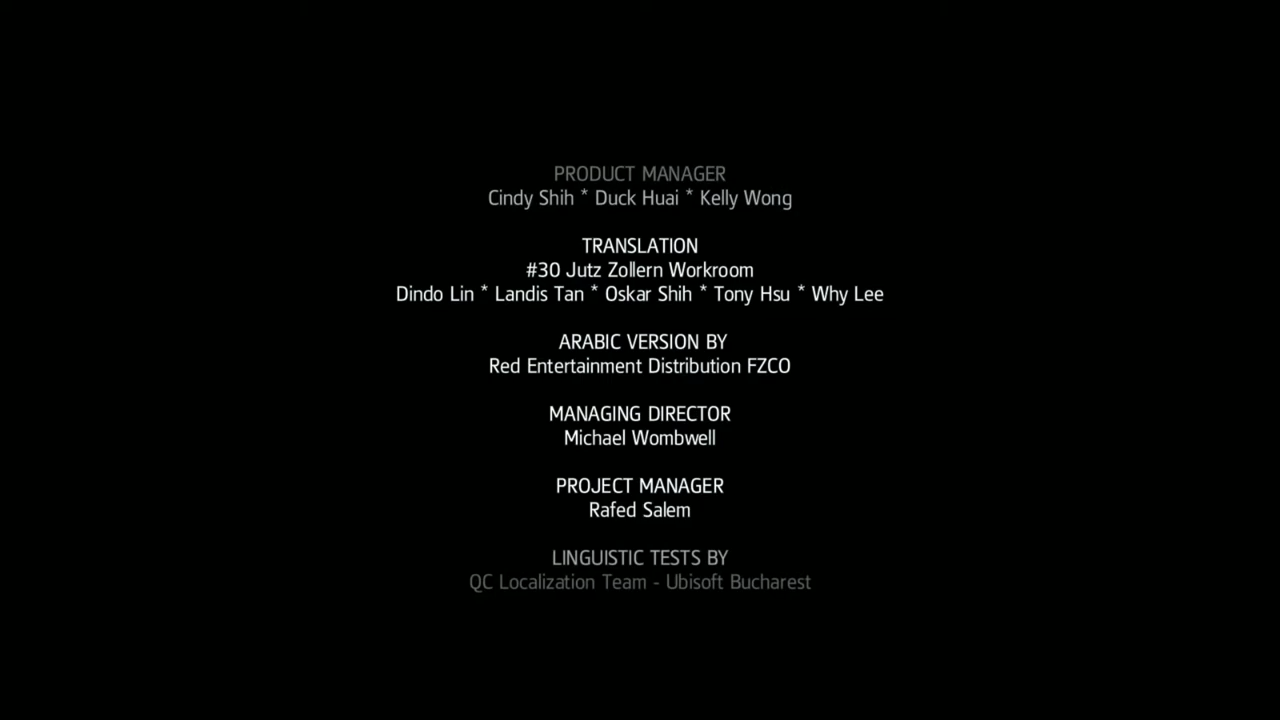 PRODUCT MANAGER
Cindy Shih * Duck Huai * Kelly Wong
TRANSLATION
#30 Jutz Zollern Workroom
Dindo Lin * Landis Tan * Oskar Shih * Tony Hsu * Why Lee
ARABIC VERSION BY
Red Entertainment Distribution FZCO
MANAGING DIRECTOR
Michael Wombwell
PROJECT MANAGER
Rafed Salem
LINGUISTIC TESTS BY
QC Localization Team - Ubisoft Bucharest